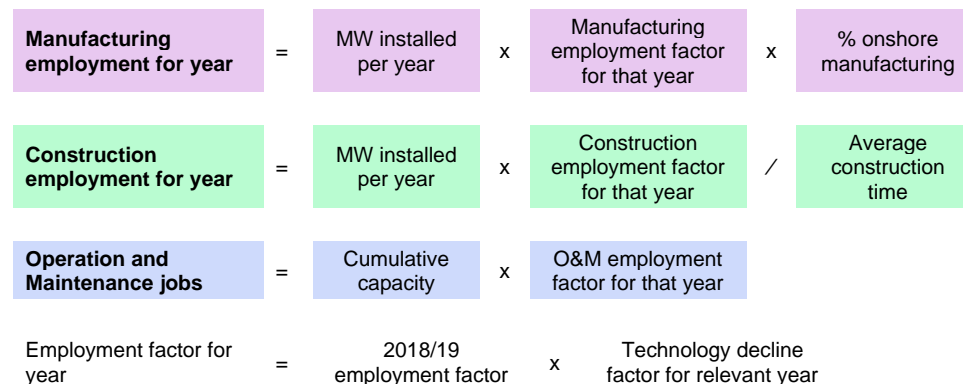 Manufacturing
employment for year
=
MW installed
per year
x
Manufacturing
employment factor
for that year
x
% onshore
manufacturing
Construction
employment for year
=
MW installed
per year
x
Construction
employment factor
for that year
/
Average
construction
time
Operation and
Maintenance jobs
=
Cumulative
capacity
x
O&M employment
factor for that year
Employment factor for
year
=
2018/19
employment factor
x
Technology decline
factor for relevant year